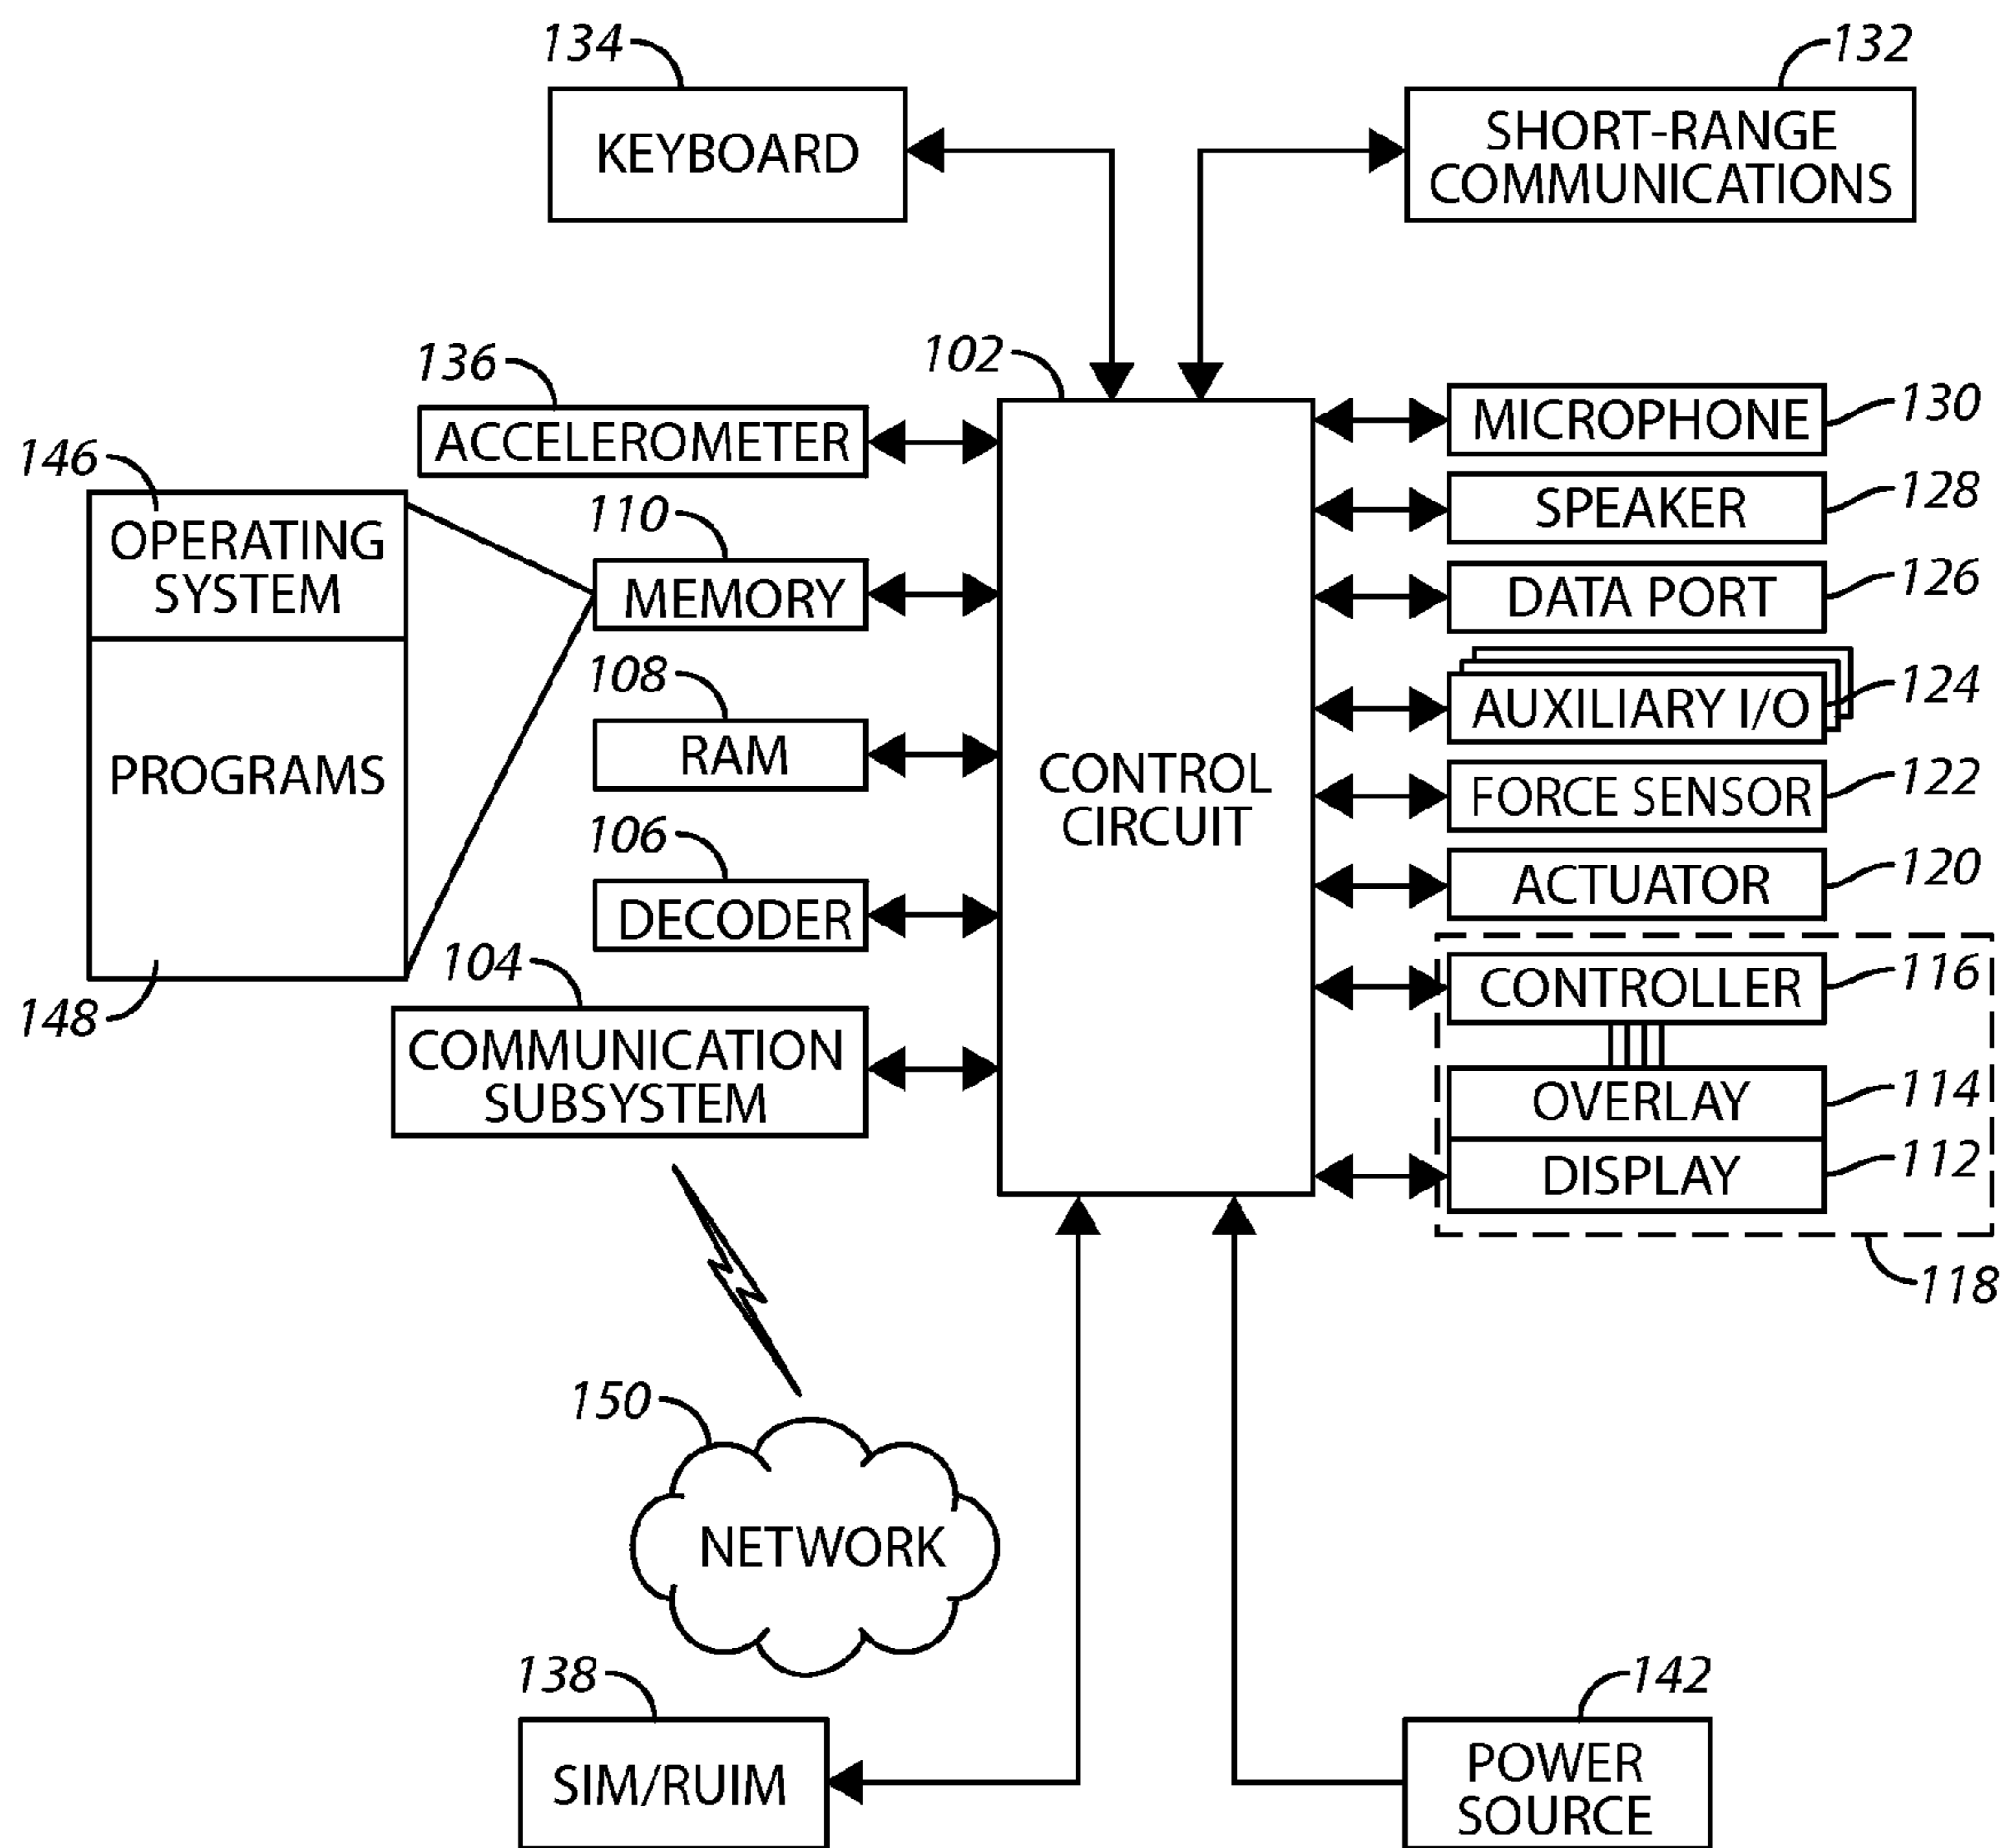 134
132
KEYBOARD
SHORT-RANGE
COMMUNICATIONS
136
102
ACCELEROMETER
MICROPHONE
130
146
OPERATING
SYSTEM
110
MEMORY
SPEAKER
128
DATA PORT
126
108
RAM
AUXILIARY I/O
124
PROGRAMS
CONTROL
CIRCUIT
FORCE SENSOR
122
106
DECODER
ACTUATOR
120
148
104
COMMUNICATION
SUBSYSTEM
CONTROLLER
116
OVERLAY
114
DISPLAY
112
118
150
NETWORK
138
SIM/RUIM
142
POWER
SOURCE